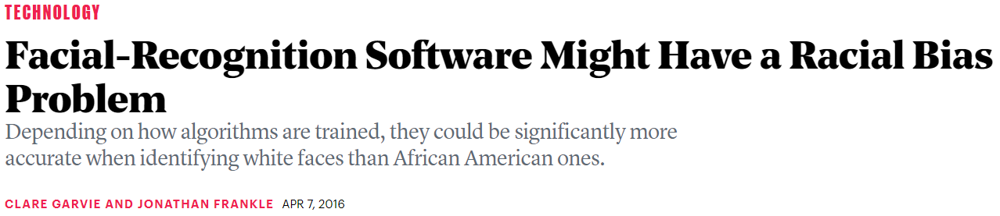 TECHNOLOGY
Facial-Recognition Software Might Have a Racial Bias
Problem
Depending on how algorithms are trained, they could be significantly more
accurate when identifying white faces than African American ones.
CLARE GARVIE AND JONATHAN FRANKLE APR 7, 2016